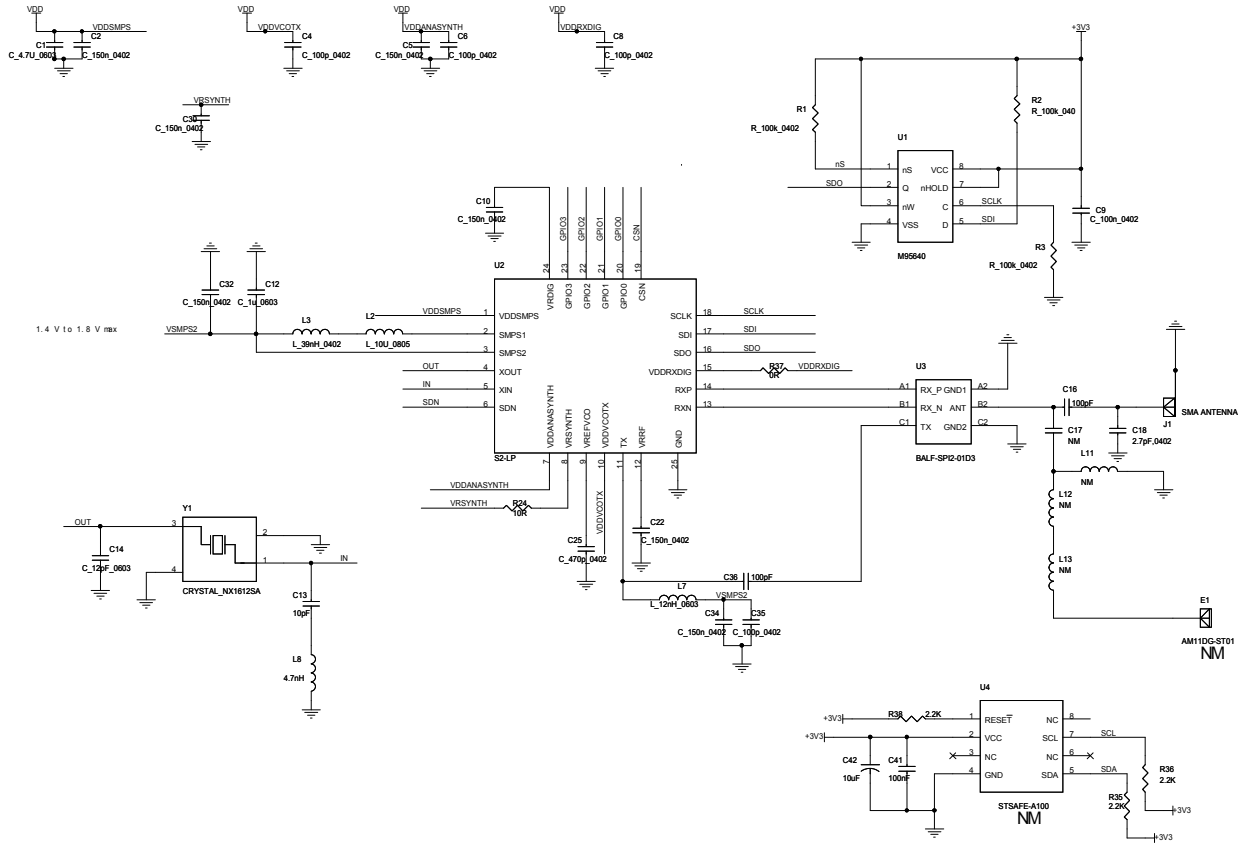 VDD
VDDSMPS
C1
C_4.7U_0603
C2
C_150n_0402
VDD
VDDVCOTX
C4
C_100p_0402
VDD
VDDANASYNTH
C5
C_150n_0402
C6
C_100p_0402
VDD
VDDRXDIG
C8
C_100p_0402
VRSYNTH
C30
C_150n_0402
+3V3
R1
R_100k_0402
R2
R_100k_040
U1
nS
SDO
1 nS
2 Q
3 nW
4 VSS
VCC 8
nHOLD 7
C 6
D 5
SCLK
SDI
M95640
C9
C_100n_0402
R3
R_100k_0402
C10
C_150n_0402
GPIO3
GPIO2
GPIO1
GPIO0
CSN
U2
24 VRDIG
23 GPIO3
22 GPIO2
21 GPIO1
20 GPIO0
19 CSN
C32
C_150n_0402
C12
C_1u_0603
1.4 V to 1.8 V max
VSMPS2
L3
L_39nH_0402
L2
L_10U_0805
VDDSMPS
OUT
IN
SDN
1 VDDSMPS
2 SMPS1
3 SMPS2
4 XOUT
5 XIN
6 SDN
SCLK 18
SDI 17
SDO 16
VDDRXDIG 15
RXP 14
RXN 13
SCLK
SDI
SDO
R37
0R
VDDRXDIG
VDDANASYNTH 7
VRSYNTH 8
VREFVCO 9
VDDVCOTX 10
TX 11
VRRF 12
GND 25
S2-LP
VDDANASYNTH
VRSYNTH
R24
10R
VDDVCOTX
C25
C_470p_0402
C22
C_150n_0402
U3
A1 RX_P
B1 RX_N
C1 TX
GND1 A2
ANT B2
GND2 C2
BALF-SPI2-01D3
C16
100pF
C17
NM
C18
2.7pF,0402
J1
SMA ANTENNA
L11
NM
L12
NM
L13
NM
E1
AM11DG-ST01
NM
C36
100pF
L7
L_12nH_0603
VSMPS2
C34
C_150n_0402
C35
C_100p_0402
Y1
OUT
3
4
2
1
IN
C14
C_12pF_0603
CRYSTAL_NX1612SA
C13
10pF
L8
4.7nH
U4
+3V3
R38
2.2K
+3V3
1 RESET
2 VCC
3 NC
4 GND
NC 8
SCL 7
NC 6
SDA 5
SCL
SDA
C42
10uF
C41
100nF
R36
2.2K
R35
2.2K
+3V3
+3V3
STSAFE-A100
NM